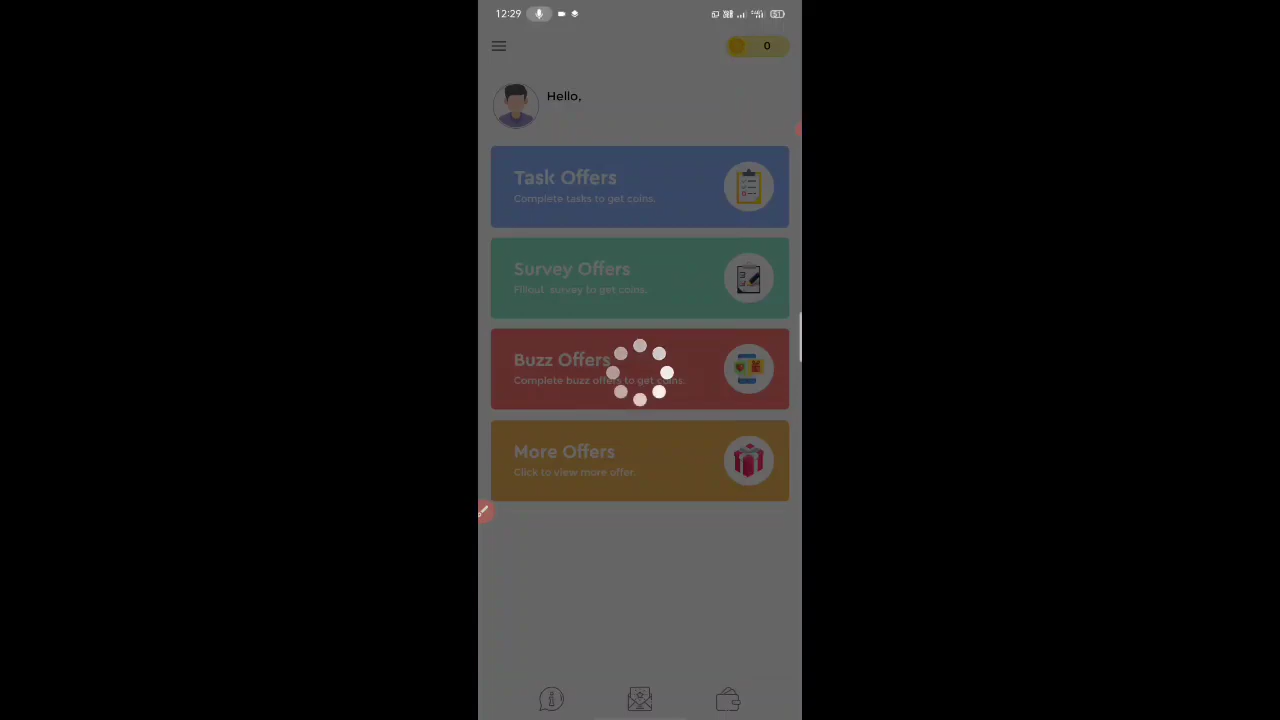 12:29
0
Hello,
Task Offers
Complete tasks to get coins.
Survey Offers
Fillout survey to get coins.
Buzz Offers
Complete buzz offers to get coins.
More Offers
Click to view more offer.